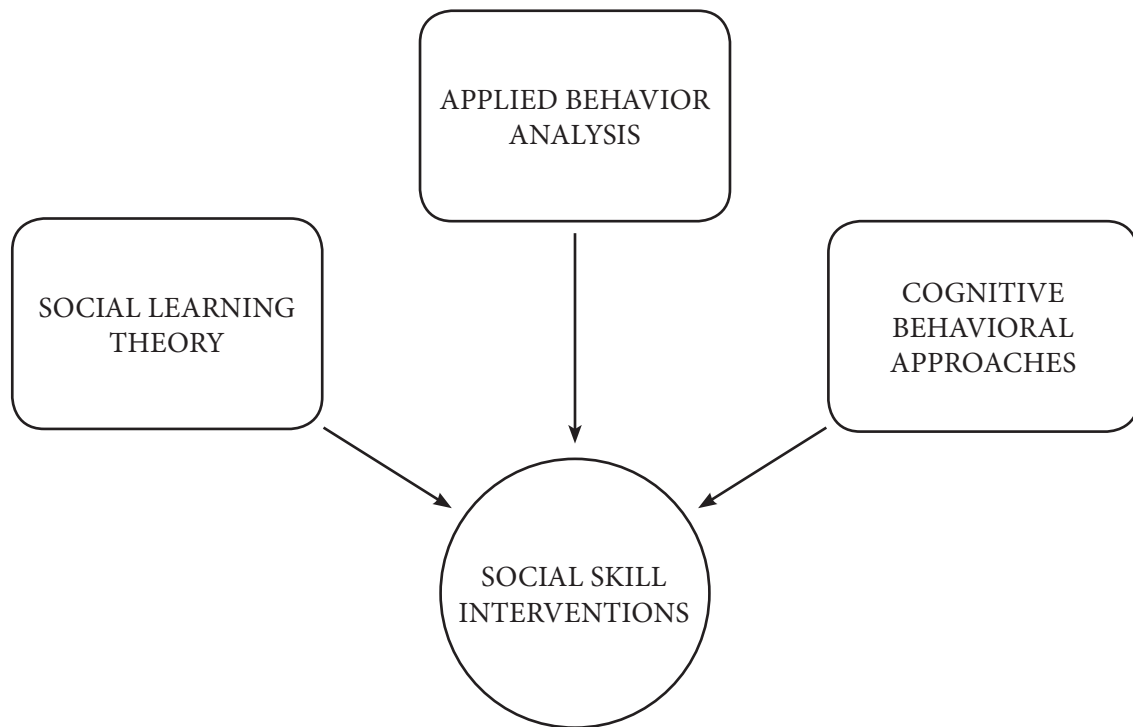 APPLIED BEHAVIOR
ANALYSIS
SOCIAL LEARNING
THEORY
COGNITIVE
BEHAVIORAL
APPROACHES
SOCIAL SKILL
INTERVENTIONS